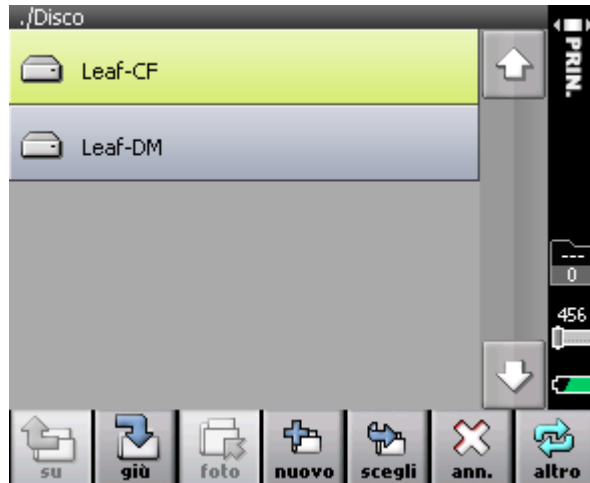 ./Disco
PRIN.
Leaf-CF
Leaf-DM
---
0
456
su giù foto nuovo scegli ann. altro